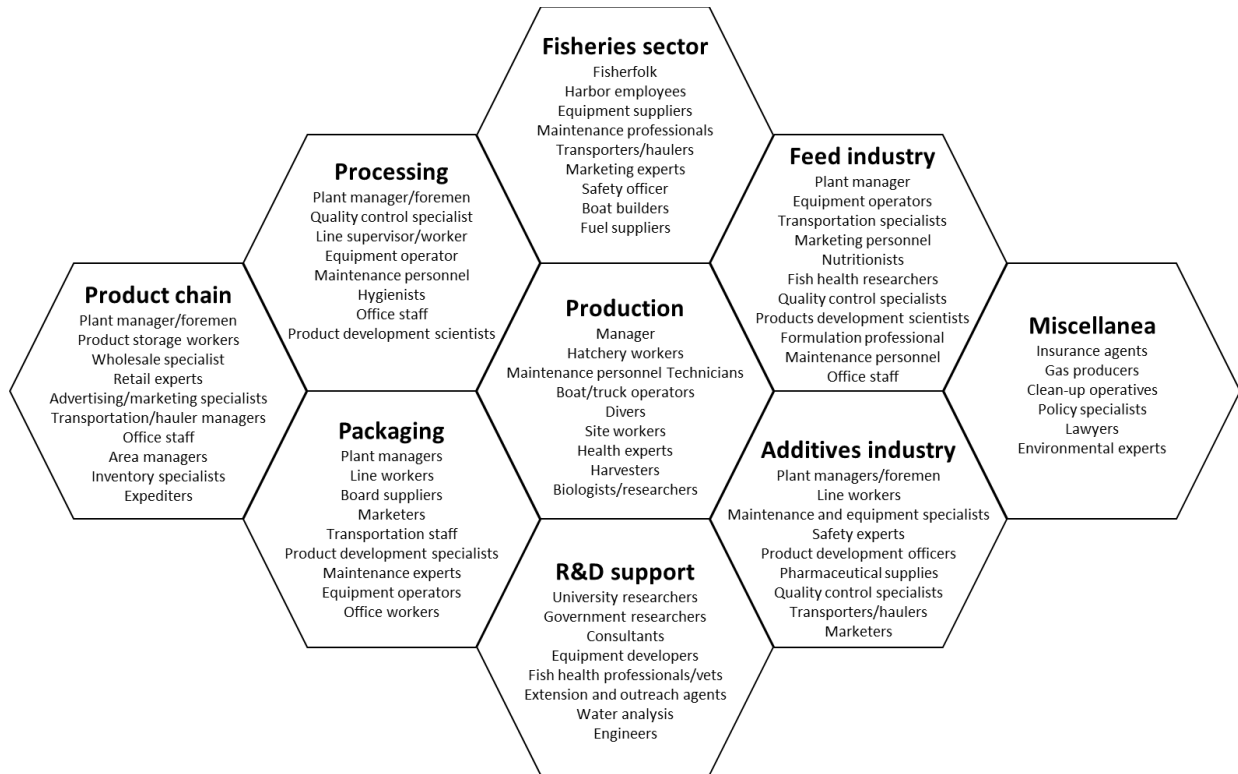 Fisheries sector
Fisherfolk
Harbor employees
Equipment suppliers
Maintenance professionals
Transporters/haulers
Marketing experts
Safety officer
Boat builders
Fuel suppliers
Processing
Plant manager/foremen
Quality control specialist
Line supervisor/worker
Equipment operator
Maintenance personnel
Hygienists
Office staff
Product development scientists
Feed industry
Plant manager
Equipment operators
Transportation specialists
Marketing personnel
Nutritionists
Fish health researchers
Quality control specialists
Products development scientists
Formulation professional
Maintenance personnel
Office staff
Product chain
Plant manager/foremen
Product storage workers
Wholesale specialist
Retail experts
Advertising/marketing specialists
Transportation/hauler managers
Office staff
Area managers
Inventory specialists
Expediters
Production
Manager
Hatchery workers
Maintenance personnel Technicians
Boat/truck operators
Divers
Site workers
Health experts
Harvesters
Biologists/researchers
Miscellanea
Insurance agents
Gas producers
Clean-up operatives
Policy specialists
Lawyers
Environmental experts
Packaging
Plant managers
Line workers
Board suppliers
Marketers
Transportation staff
Product development specialists
Maintenance experts
Equipment operators
Office workers
Additives industry
Plant managers/foremen
Line workers
Maintenance and equipment specialists
Safety experts
Product development officers
Pharmaceutical supplies
Quality control specialists
Transporters/haulers
Marketers
R&D support
University researchers
Government researchers
Consultants
Equipment developers
Fish health professionals/vets
Extension and outreach agents
Water analysis
Engineers